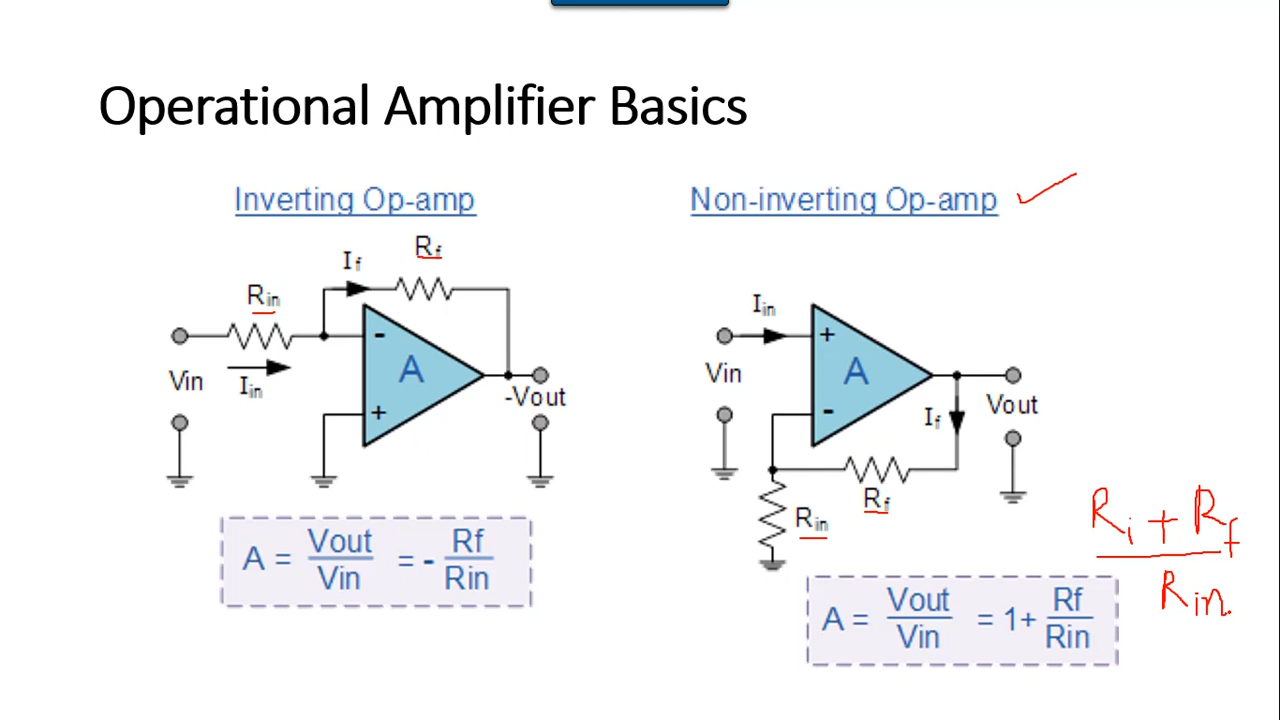 Operational Amplifier Basics
Inverting Op-amp
Rf
If
Rin
-
A
Vin
Iin
+
-Vout
A = Vout / Vin = - Rf / Rin
Non-inverting Op-amp
Iin
+
A
Vin
-
If
Vout
Rf
Rin
A = Vout / Vin = 1+ Rf / Rin
Ri + Rf
Rin.